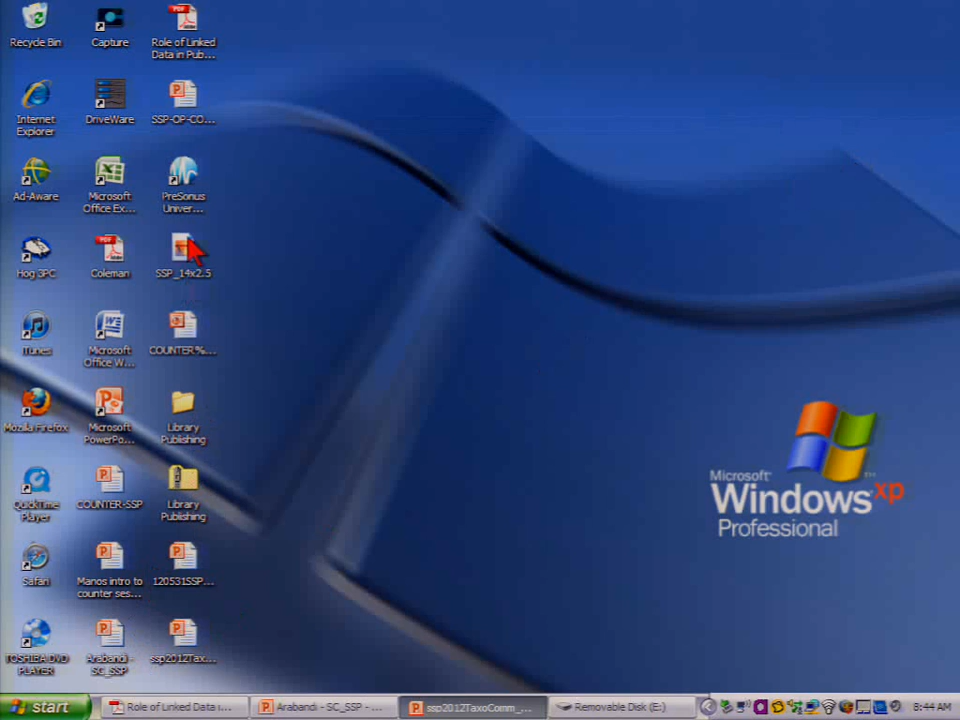 Recycle Bin
Capture
Role of Linked
Data in Pub...
Internet
Explorer
DriveWare
SSP-OP-CO...
Ad-Aware
Microsoft
Office Ex...
PreSonus
Univer...
Hog 3PC
Coleman
SSP_14x2.5
iTunes
Microsoft
Office W...
COUNTER%...
Mozilla Firefox
Microsoft
PowerPo...
Library
Publishing
QuickTime
Player
COUNTER-SSP
Library
Publishing
Safari
Manos intro to
counter ses...
120531SSP...
TOSHIBA DVD
PLAYER
Arabandi -
SC_SSP
ssp2012Tax...
Microsoft
Windows xp
Professional
start
Role of Linked Data i...
Arabandi - SC_SSP - ...
ssp2012TaxoComm_...
Removable Disk (E:)
8:44 AM